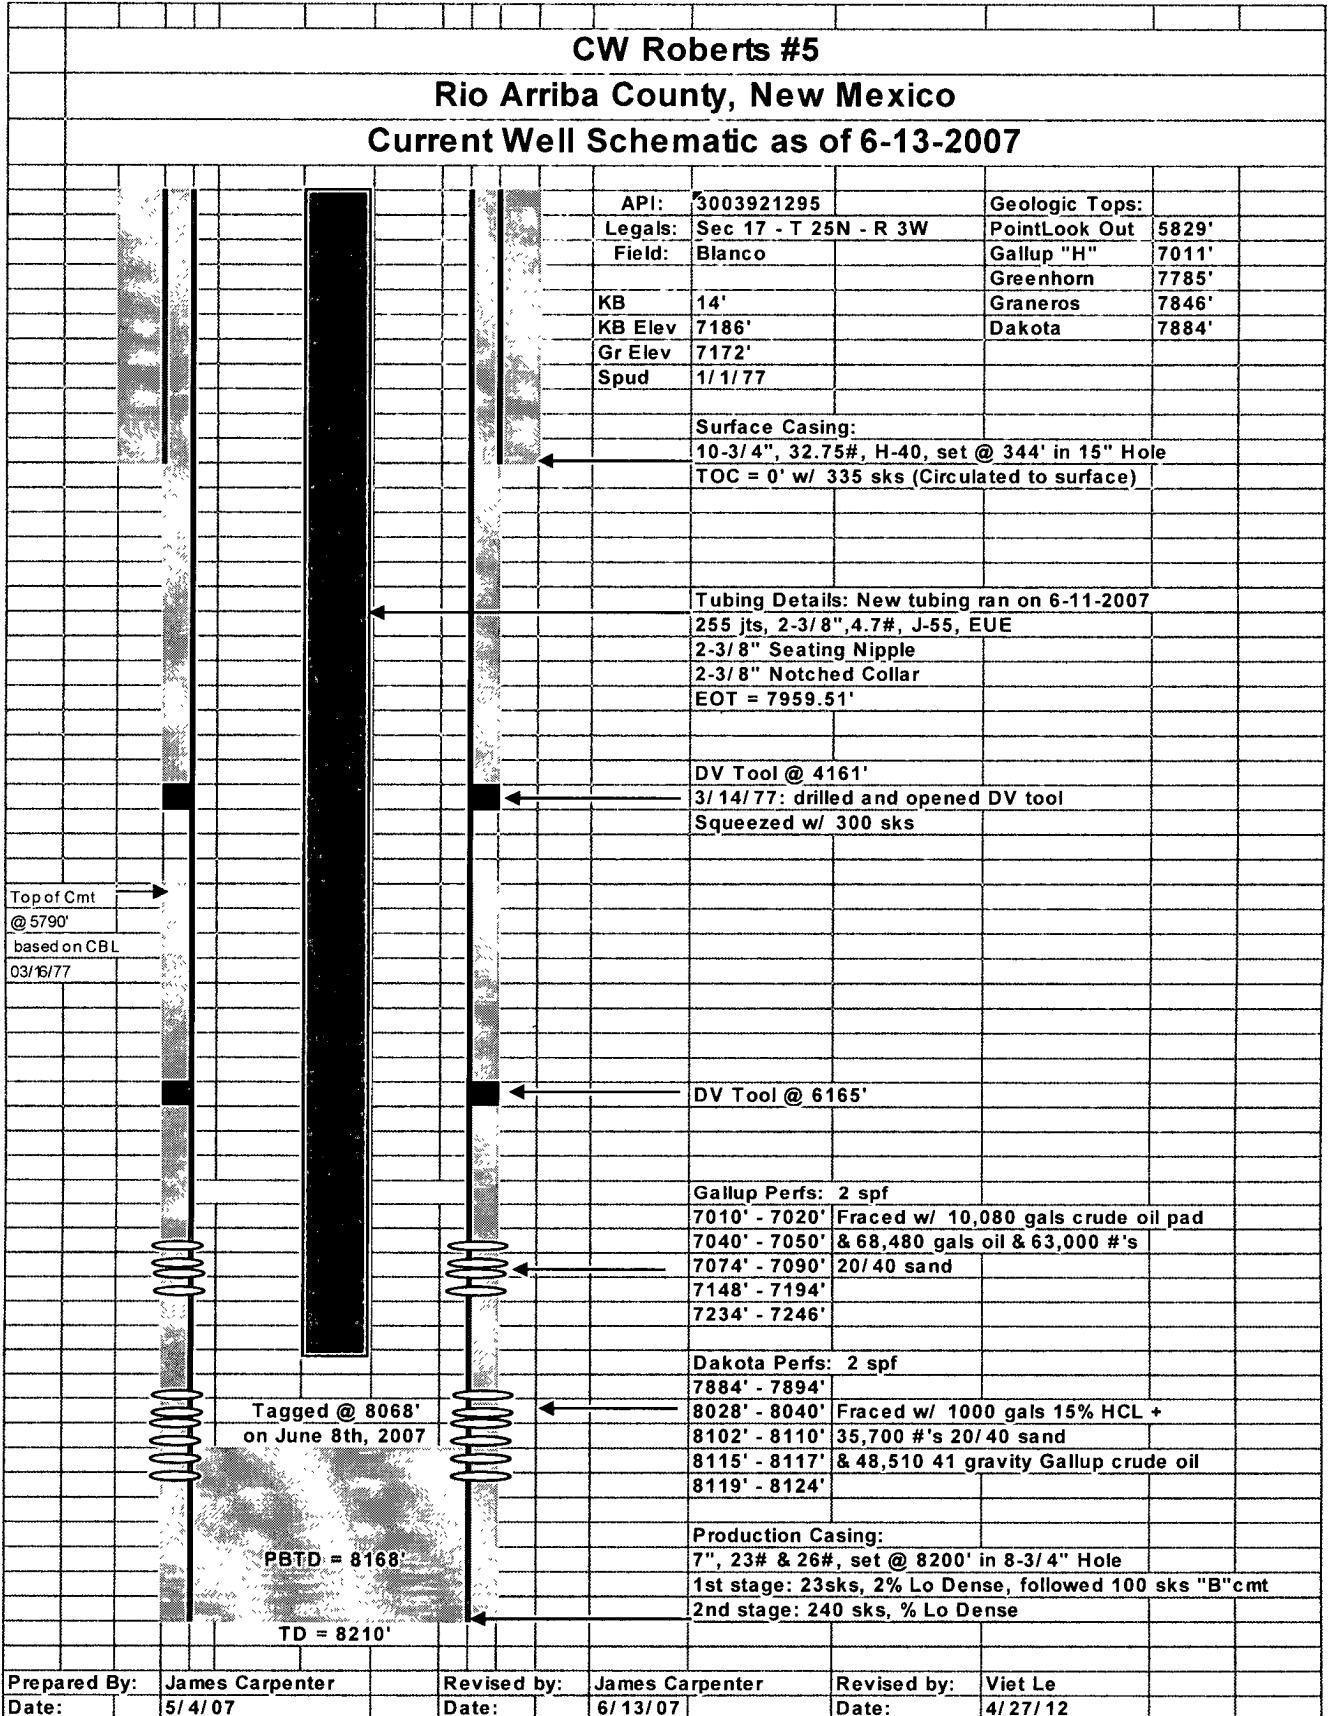 CW Roberts #5
Rio Arriba County, New Mexico
Current Well Schematic as of 6-13-2007
API: 3003921295 Geologic Tops:
Legals: Sec 17 - T 25N - R 3W PointLook Out 5829'
Field: Blanco Gallup "H" 7011'
Greenhorn 7785'
KB 14' Graneros 7846'
KB Elev 7186' Dakota 7884'
Gr Elev 7172'
Spud 1/1/77
Surface Casing:
10-3/4", 32.75#, H-40, set @ 344' in 15" Hole
TOC = 0' w/ 335 sks (Circulated to surface)
Tubing Details: New tubing ran on 6-11-2007
255 jts, 2-3/8",4.7#, J-55, EUE
2-3/8" Seating Nipple
2-3/8" Notched Collar
EOT = 7959.51'
DV Tool @ 4161'
3/14/77: drilled and opened DV tool
Squeezed w/ 300 sks
Top of Cmt
@ 5790'
based on CBL
03/16/77
DV Tool @ 6165'
Gallup Perfs: 2 spf
7010' - 7020' Fraced w/ 10,080 gals crude oil pad
7040' - 7050' & 68,480 gals oil & 63,000 #'s
7074' - 7090' 20/40 sand
7148' - 7194'
7234' - 7246'
Dakota Perfs: 2 spf
7884' - 7894'
Tagged @ 8068' 8028' - 8040' Fraced w/ 1000 gals 15% HCL +
on June 8th, 2007 8102' - 8110' 35,700 #'s 20/40 sand
8115' - 8117' & 48,510 41 gravity Gallup crude oil
8119' - 8124'
Production Casing:
PBTD = 8168' 7", 23# & 26#, set @ 8200' in 8-3/4" Hole
1st stage: 23sks, 2% Lo Dense, followed 100 sks "B"cmt
2nd stage: 240 sks, % Lo Dense
TD = 8210'
Prepared By: James Carpenter Revised by: James Carpenter Revised by: Viet Le
Date: 5/4/07 Date: 6/13/07 Date: 4/27/12